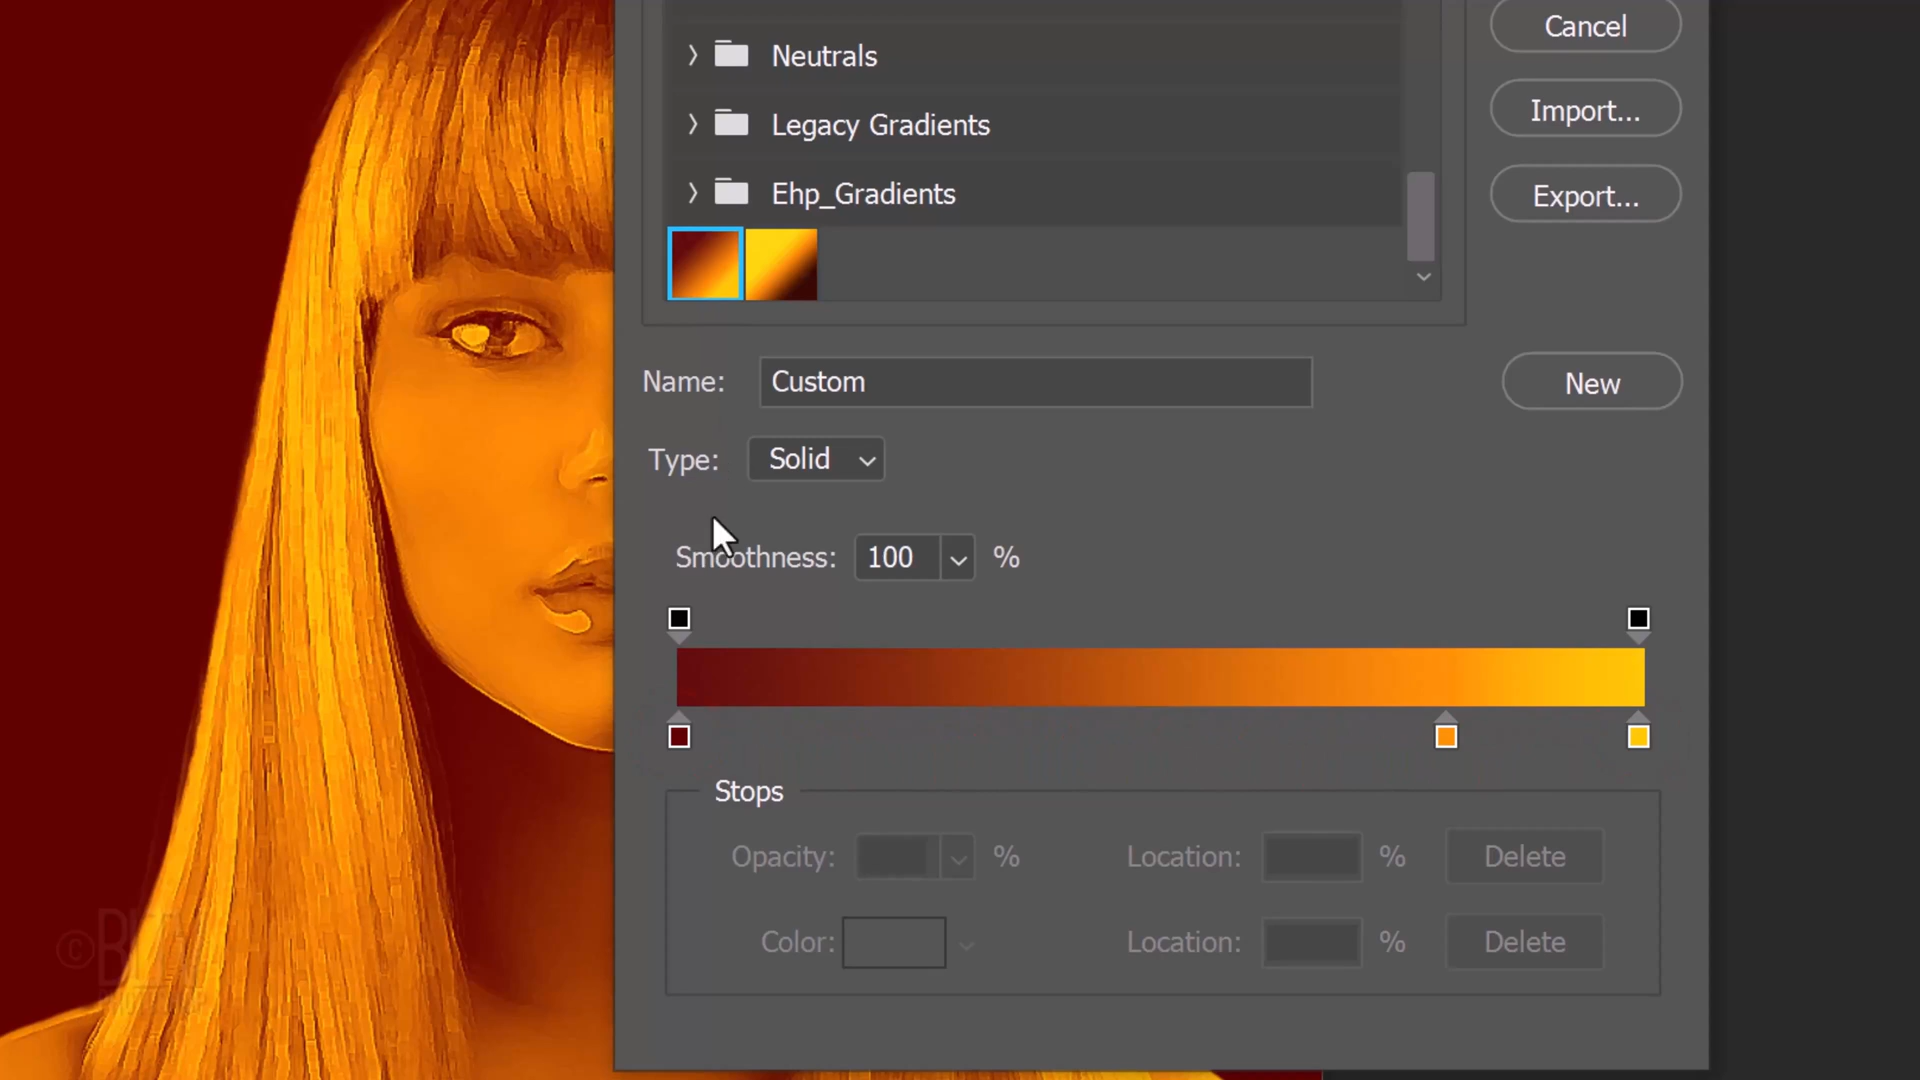 Cancel
Neutrals
Import...
Legacy Gradients
Ehp_Gradients
Export...
Name: Custom
New
Type: Solid
Smoothness: 100 %
Stops
Opacity: % Location: % Delete
Color: Location: % Delete